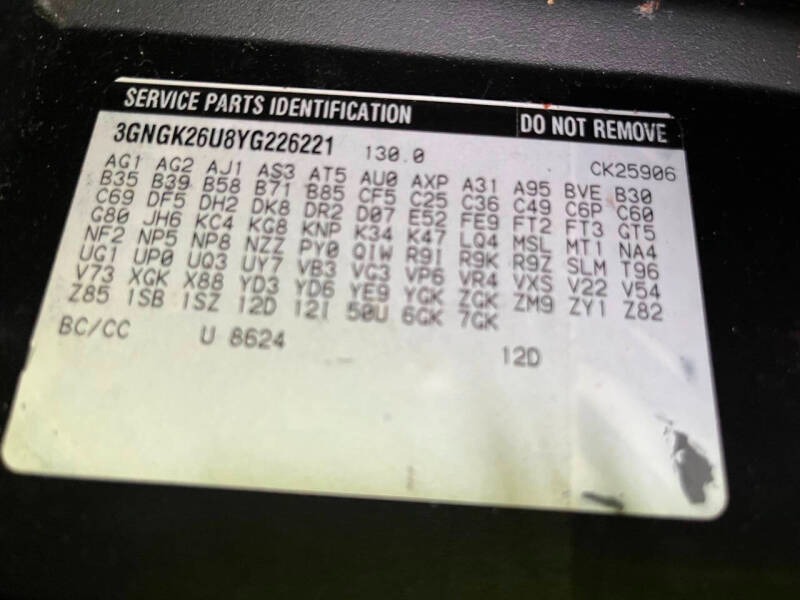 SERVICE PARTS IDENTIFICATION DO NOT REMOVE
3GNGK26U8YG226221 130.0 CK25906
AG1 AG2 AJ1 AS3 AT5 AU0 AXP A31 A95 BVE B30
B35 B39 B58 B71 B85 CF5 C25 C36 C49 C6P C60
C69 DF5 DH2 DK8 DR2 D07 E52 FE9 FT2 FT3 GT5
G80 JH6 KC4 KG8 KNP K34 K47 LQ4 MSL MT1 NA4
NF2 NP5 NP8 NZZ PY0 QIW R9I R9K R9Z SLM T96
UG1 UP0 UQ3 UY7 VB3 VG3 VP6 VR4 VXS V22 V54
V73 XGK X88 YD3 YD6 YE9 YGK ZGK ZM9 ZY1 Z82
Z85 1SB 1SZ 12D 12I 50U 6GK 7GK
BC/CC U 8624 12D